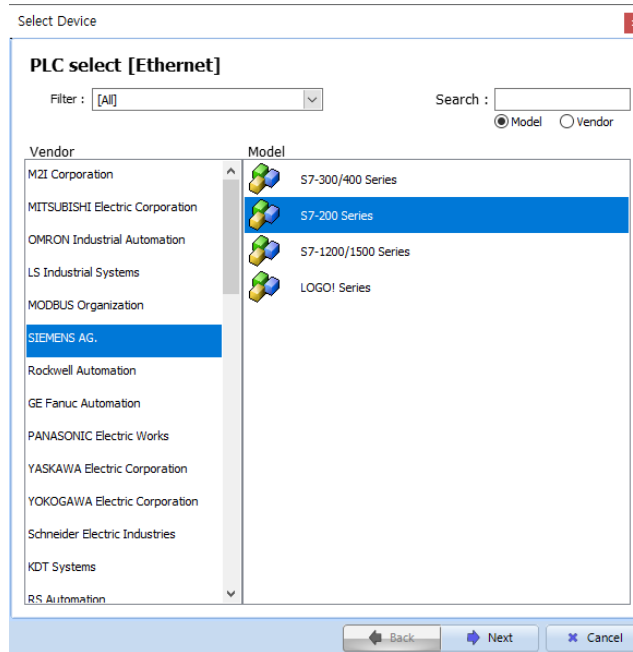 Select Device
PLC select [Ethernet]
Filter : [All]
Search :
Model Vendor
Vendor
M2I Corporation
MITSUBISHI Electric Corporation
OMRON Industrial Automation
LS Industrial Systems
MODBUS Organization
SIEMENS AG.
Rockwell Automation
GE Fanuc Automation
PANASONIC Electric Works
YASKAWA Electric Corporation
YOKOGAWA Electric Corporation
Schneider Electric Industries
KDT Systems
RS Automation
Model
S7-300/400 Series
S7-200 Series
S7-1200/1500 Series
LOGO! Series
Back Next Cancel